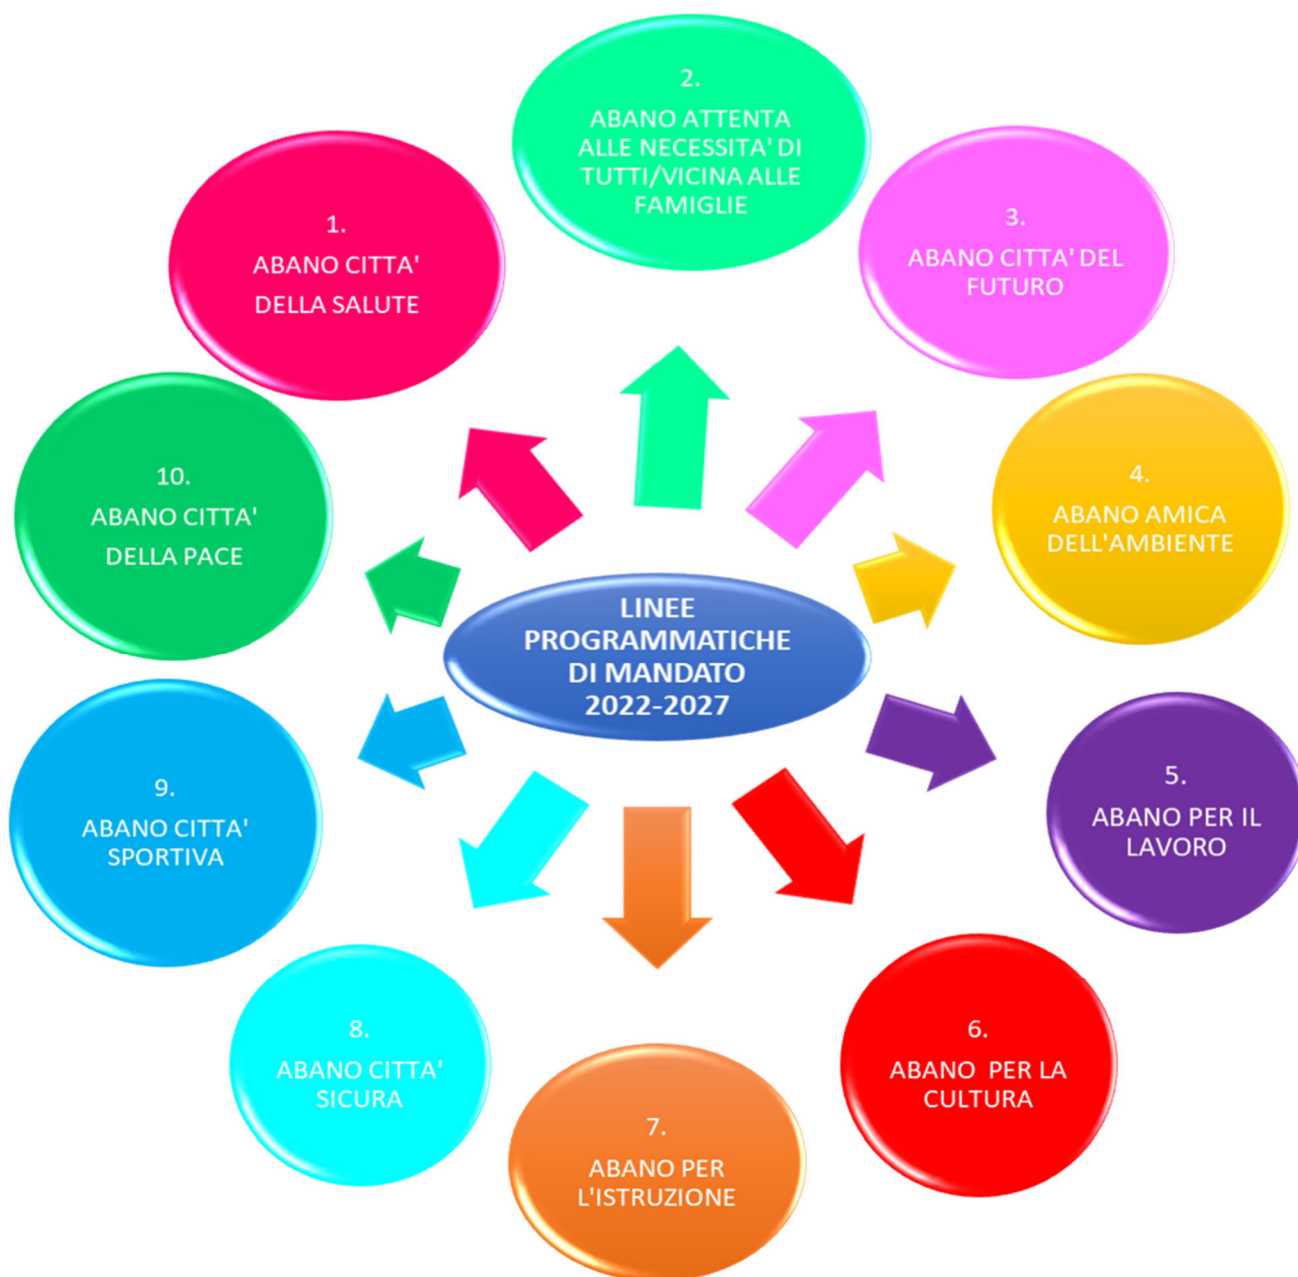 LINEE
PROGRAMMATICHE
DI MANDATO
2022-2027
1.
ABANO CITTA'
DELLA SALUTE
2.
ABANO ATTENTA
ALLE NECESSITA' DI
TUTTI/VICINA ALLE
FAMIGLIE
3.
ABANO CITTA' DEL
FUTURO
4.
ABANO AMICA
DELL'AMBIENTE
5.
ABANO PER IL
LAVORO
6.
ABANO  PER LA
CULTURA
7.
ABANO PER
L'ISTRUZIONE
8.
ABANO CITTA'
SICURA
9.
ABANO CITTA'
SPORTIVA
10.
ABANO CITTA'
DELLA PACE